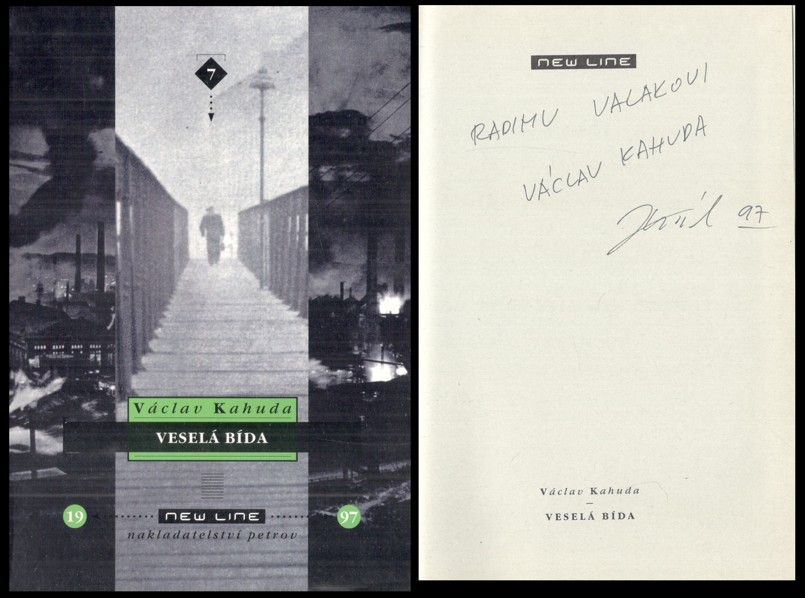 7
Václav Kahuda
VESELÁ BÍDA
19
NEW LINE
97
nakladatelství petrov
NEW LINE
RADIMU VALAKOVI
VÁCLAV KAHUDA
97
Václav Kahuda
VESELÁ BÍDA